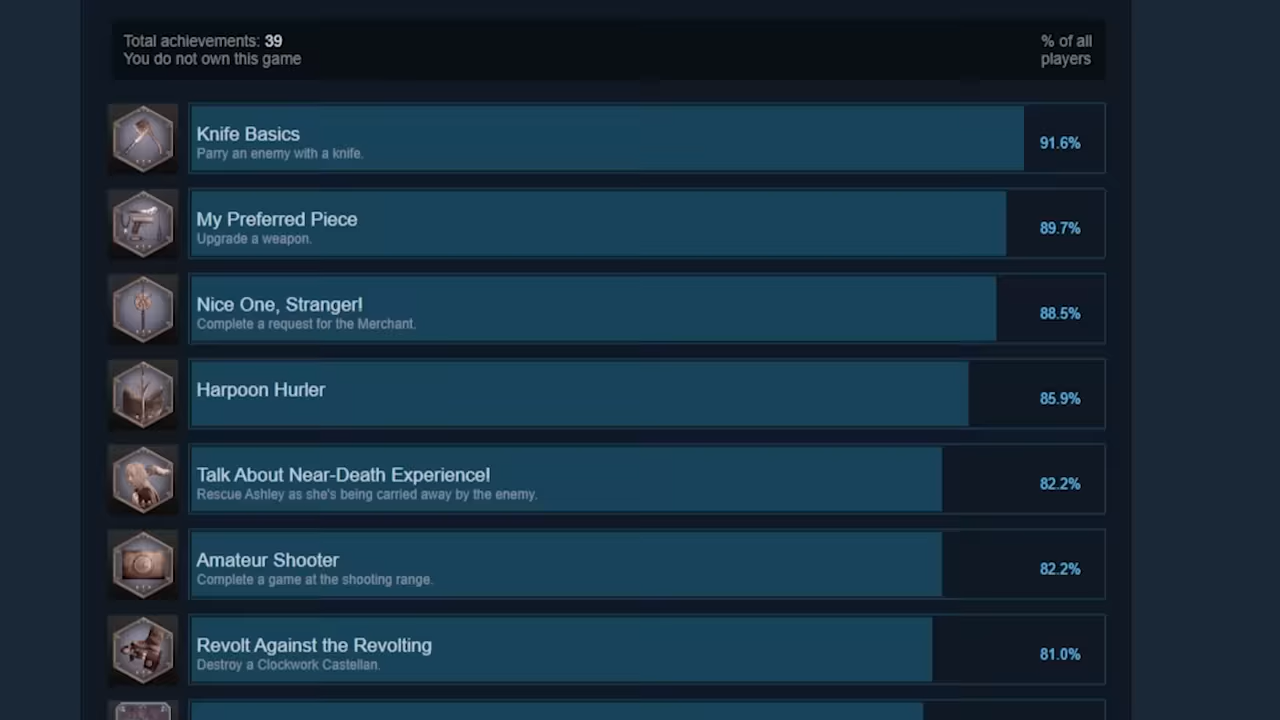 Total achievements: 39
You do not own this game
% of all
players
Knife Basics
Parry an enemy with a knife.
91.6%
My Preferred Piece
Upgrade a weapon.
89.7%
Nice One, Stranger!
Complete a request for the Merchant.
88.5%
Harpoon Hurler
85.9%
Talk About Near-Death Experience!
Rescue Ashley as she's being carried away by the enemy.
82.2%
Amateur Shooter
Complete a game at the shooting range.
82.2%
Revolt Against the Revolting
Destroy a Clockwork Castellan.
81.0%